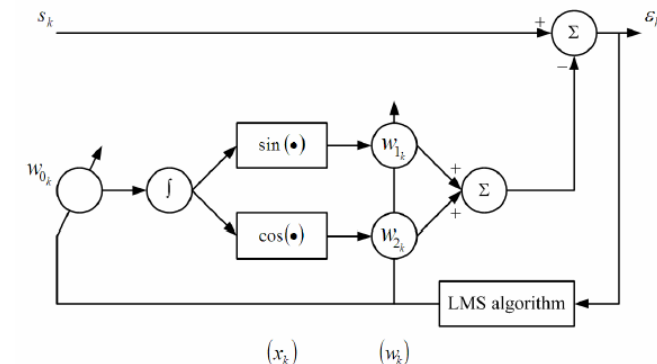 s_k + Σ ε_k
−
sin(•) w_{1_k}
w_{0_k} ∫ + Σ
+
cos(•) w_{2_k}
LMS algorithm
(x_k) (w_k)